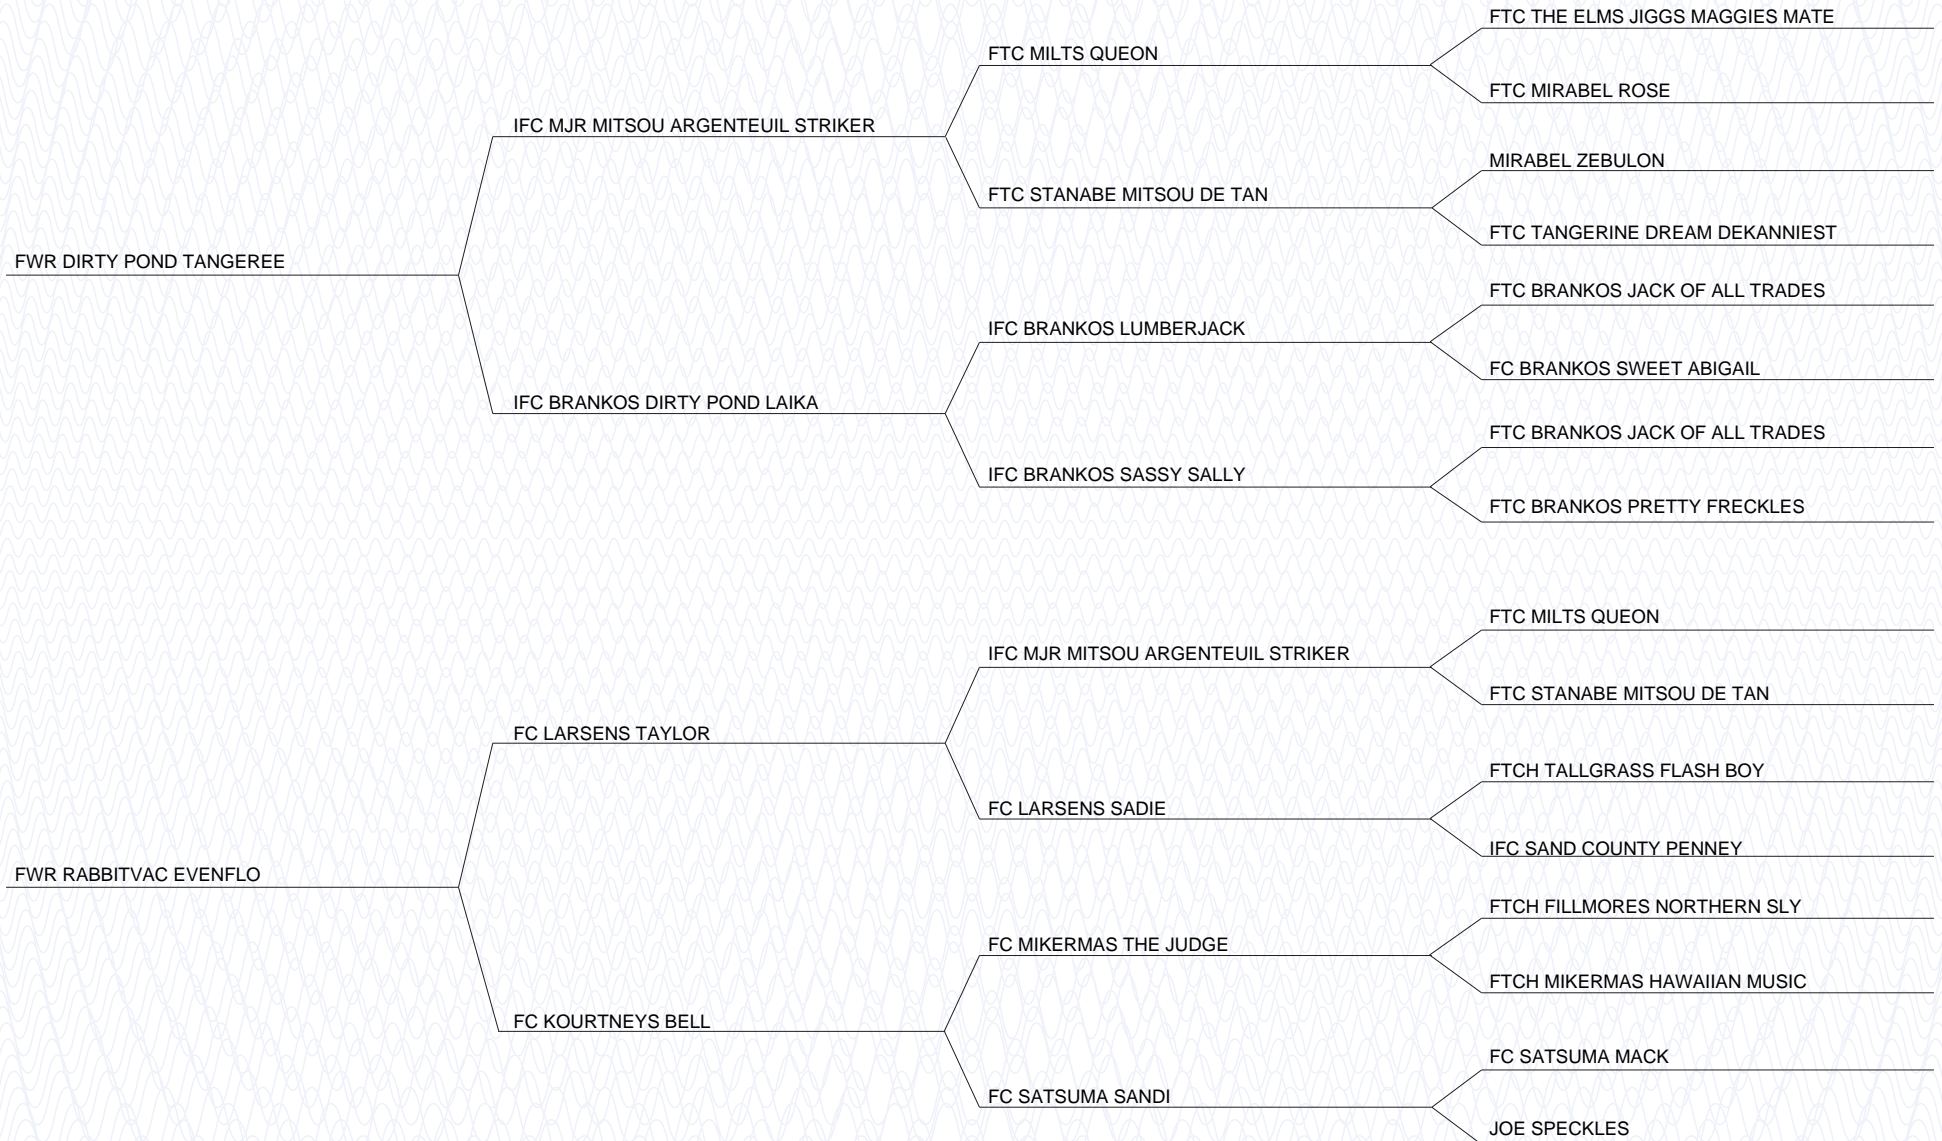 FTC THE ELMS JIGGS MAGGIES MATE
FTC MILTS QUEON
FTC MIRABEL ROSE
IFC MJR MITSOU ARGENTEUIL STRIKER
MIRABEL ZEBULON
FTC STANABE MITSOU DE TAN
FTC TANGERINE DREAM DEKANNIEST
FWR DIRTY POND TANGEREE
FTC BRANKOS JACK OF ALL TRADES
IFC BRANKOS LUMBERJACK
FC BRANKOS SWEET ABIGAIL
IFC BRANKOS DIRTY POND LAIKA
FTC BRANKOS JACK OF ALL TRADES
IFC BRANKOS SASSY SALLY
FTC BRANKOS PRETTY FRECKLES
FTC MILTS QUEON
IFC MJR MITSOU ARGENTEUIL STRIKER
FTC STANABE MITSOU DE TAN
FC LARSENS TAYLOR
FTCH TALLGRASS FLASH BOY
FC LARSENS SADIE
IFC SAND COUNTY PENNEY
FWR RABBITVAC EVENFLO
FTCH FILLMORES NORTHERN SLY
FC MIKERMAS THE JUDGE
FTCH MIKERMAS HAWAIIAN MUSIC
FC KOURTNEYS BELL
FC SATSUMA MACK
FC SATSUMA SANDI
JOE SPECKLES